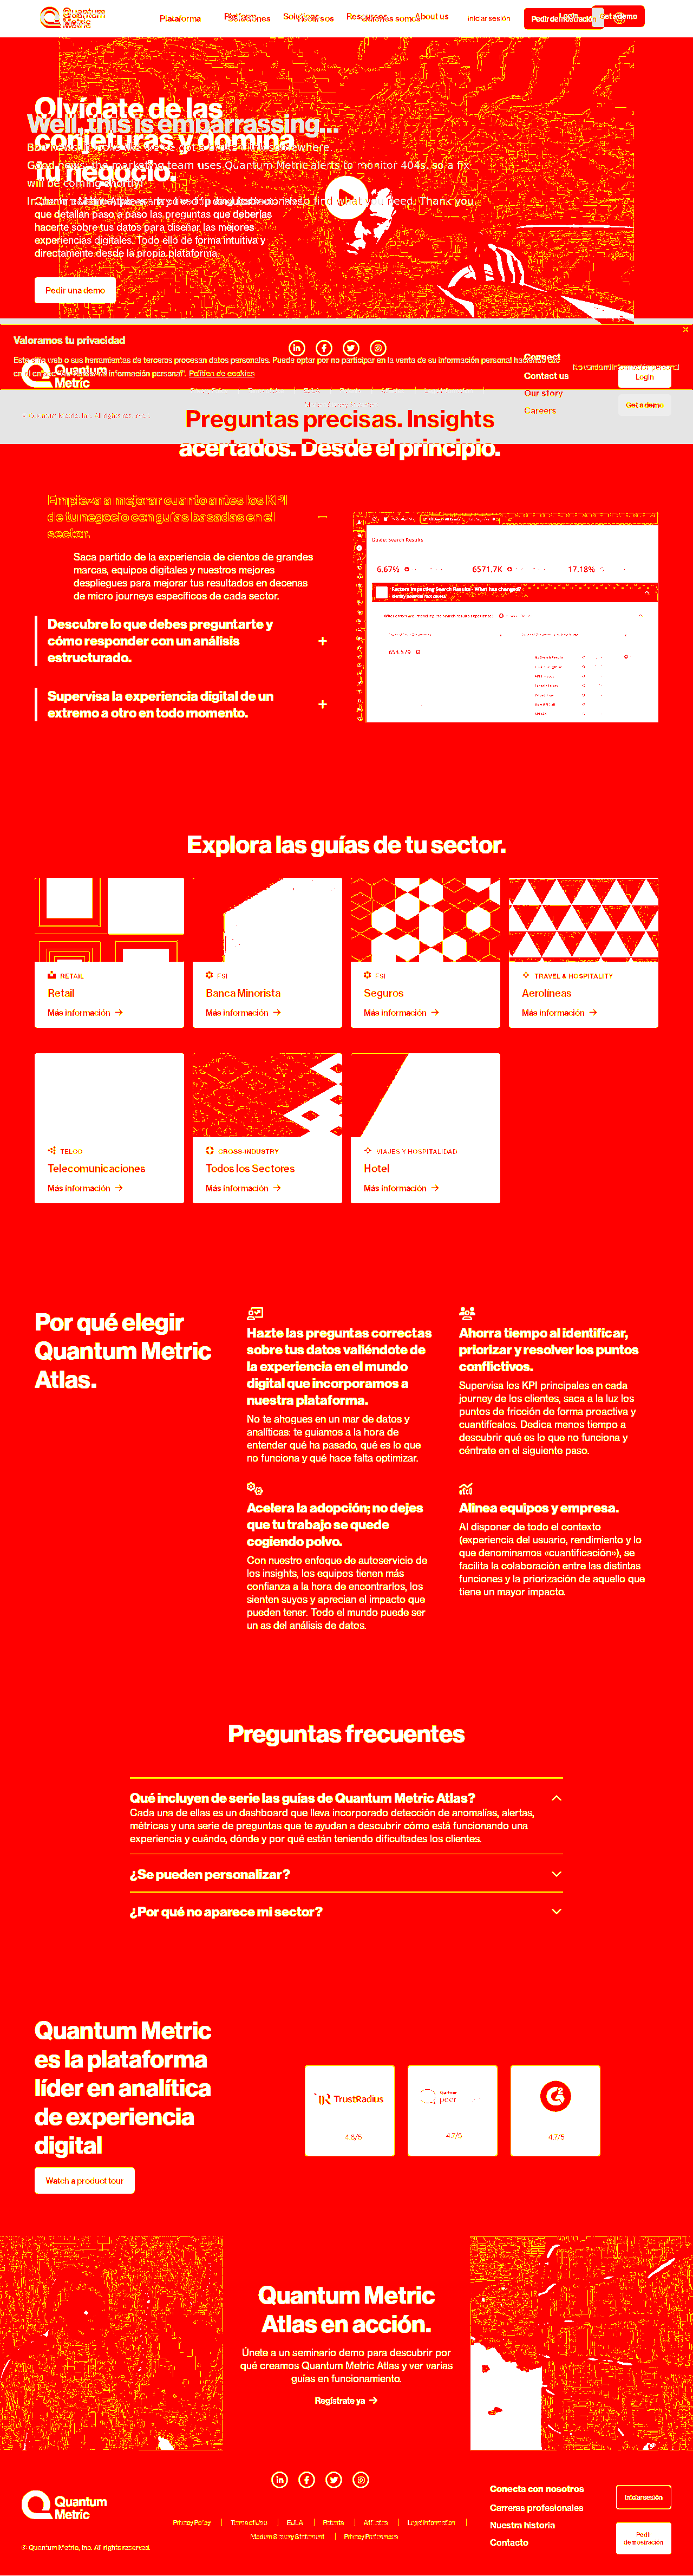 Quantum
Metric
Plataforma
Platform
Soluciones
Solutions
Recursos
Resources
Quiénes somos
About us
Iniciar sesión
Pedir demostración
Login
Get a demo
Olvídate de las
conjeturas y domina
tu negocio.
Well, this is embarrassing...
Good news: the marketing team uses Quantum Metric alerts to monitor 404s, so a fix
will be coming shortly!
find what you need. Thank you
que detallan paso a paso las preguntas que deberías
hacerte sobre tus datos para diseñar las mejores
experiencias digitales. Todo ello de forma intuitiva y
directamente desde la propia plataforma.
Pedir una demo
Valoramos tu privacidad
Este sitio web o sus herramientas de terceros procesan datos personales. Puede optar por no participar en la venta de su información personal haciendo clic
Política de cookies
Quantum
Metric
Connect
Contact us
Our story
Careers
Login
Get a demo
Preguntas precisas. Insights
acertados. Desde el principio.
Empieza a mejorar cuanto antes los KPI
de tu negocio con guías basadas en el
sector.
Saca partido de la experiencia de cientos de grandes
marcas, equipos digitales y nuestros mejores
despliegues para mejorar tus resultados en decenas
de micro journeys específicos de cada sector.
Descubre lo que debes preguntarte y
cómo responder con un análisis
estructurado.
Supervisa la experiencia digital de un
extremo a otro en todo momento.
Guide: Search Results
6.67%
6571.7K
17.18%
Factors Impacting Search Results - What has changed?
654,579
Explora las guías de tu sector.
RETAIL
Retail
Más información
FSI
Banca Minorista
Más información
FSI
Seguros
Más información
TRAVEL & HOSPITALITY
Aerolíneas
Más información
TELCO
Telecomunicaciones
Más información
CROSS-INDUSTRY
Todos los Sectores
Más información
VIAJES Y HOSPITALIDAD
Hotel
Más información
Por qué elegir
Quantum Metric
Atlas.
Hazte las preguntas correctas
sobre tus datos valiéndote de
la experiencia en el mundo
digital que incorporamos a
nuestra plataforma.
No te ahogues en un mar de datos y
analíticas: te guiamos a la hora de
entender qué ha pasado, qué es lo que
no funciona y qué hace falta optimizar.
Ahorra tiempo al identificar,
priorizar y resolver los puntos
conflictivos.
Supervisa los KPI principales en cada
journey de los clientes, saca a la luz los
puntos de fricción de forma proactiva y
cuantifícalos. Dedica menos tiempo a
descubrir qué es lo que no funciona y
céntrate en el siguiente paso.
Acelera la adopción; no dejes
que tu trabajo se quede
cogiendo polvo.
Con nuestro enfoque de autoservicio de
los insights, los equipos tienen más
confianza a la hora de encontrarlos, los
sienten suyos y aprecian el impacto que
pueden tener. Todo el mundo puede ser
un as del análisis de datos.
Alinea equipos y empresa.
Al disponer de todo el contexto
(experiencia del usuario, rendimiento y lo
que denominamos «cuantificación»), se
facilita la colaboración entre las distintas
funciones y la priorización de aquello que
tiene un mayor impacto.
Preguntas frecuentes
Qué incluyen de serie las guías de Quantum Metric Atlas?
Cada una de ellas es un dashboard que lleva incorporado detección de anomalías, alertas,
métricas y una serie de preguntas que te ayudan a descubrir cómo está funcionando una
experiencia y cuándo, dónde y por qué están teniendo dificultades los clientes.
¿Se pueden personalizar?
¿Por qué no aparece mi sector?
Quantum Metric
es la plataforma
líder en analítica
de experiencia
digital
Watch a product tour
TrustRadius
4.6/5
Gartner
peer
4.7/5
4.7/5
Quantum Metric
Atlas en acción.
Únete a un seminario demo para descubrir por
qué creamos Quantum Metric Atlas y ver varias
guías en funcionamiento.
Regístrate ya
Quantum
Metric
© Quantum Metric, Inc. All rights reserved.
Privacy Policy
Terms of Use
EULA
Patents
Affiliates
Legal Information
Modern Slavery Statement
Privacy Preferences
Conecta con nosotros
Carreras profesionales
Nuestra historia
Contacto
Iniciar sesión
Pedir
demostración